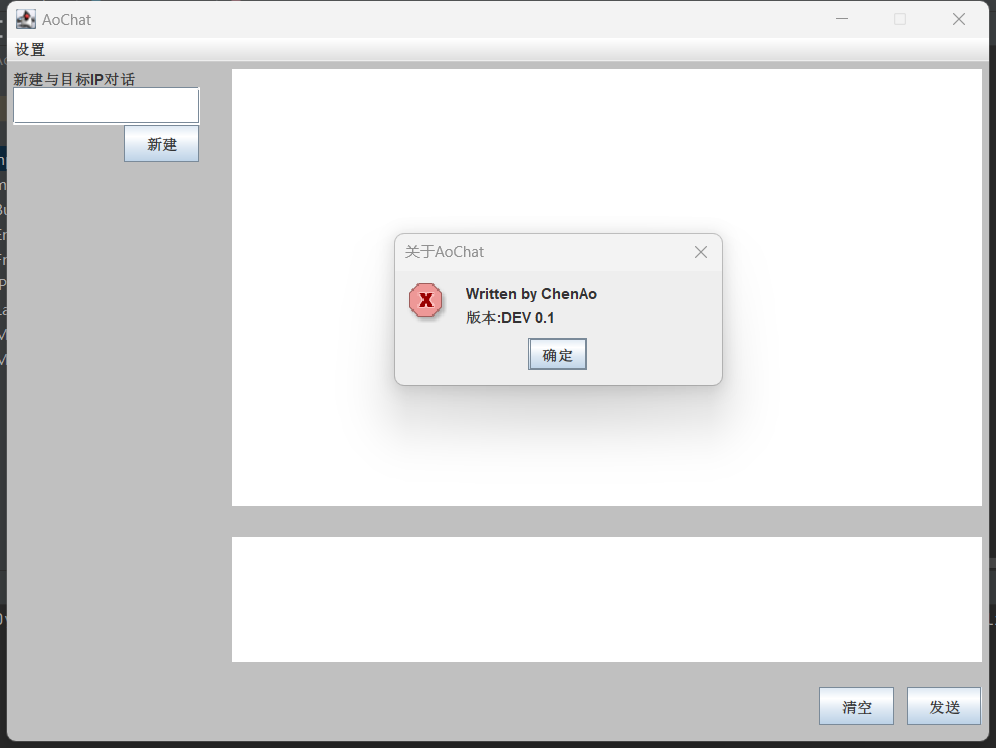 AoChat
设置
新建与目标IP对话
新建
关于AoChat
Written by ChenAo
版本:DEV 0.1
确定
清空
发送